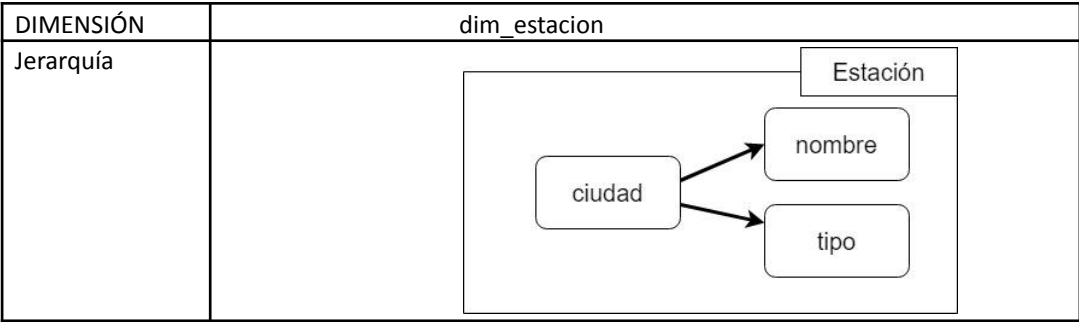 DIMENSIÓN dim_estacion
Jerarquía
Estación
nombre
ciudad
tipo